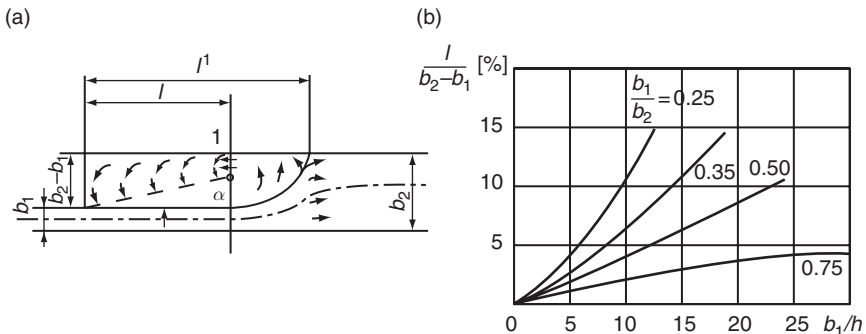 (a)
l¹
l
1
b₂–b₁
b₁
α
b₂
(b)
l
b₂–b₁ [%]
b₁
b₂ = 0.25
15
0.35
0.50
10
5
0.75
0 5 10 15 20 25 b₁/h